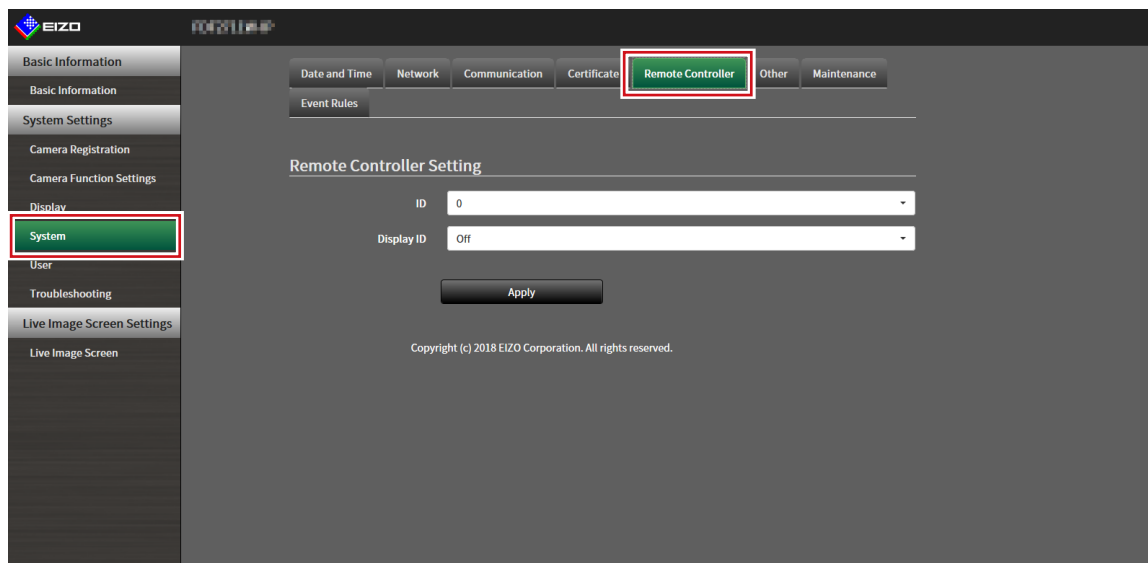 EIZO
Basic Information
Basic Information
System Settings
Camera Registration
Camera Function Settings
Display
System
User
Troubleshooting
Live Image Screen Settings
Live Image Screen
Date and Time Network Communication Certificate Remote Controller Other Maintenance
Event Rules
Remote Controller Setting
ID 0
Display ID Off
Apply
Copyright (c) 2018 EIZO Corporation. All rights reserved.